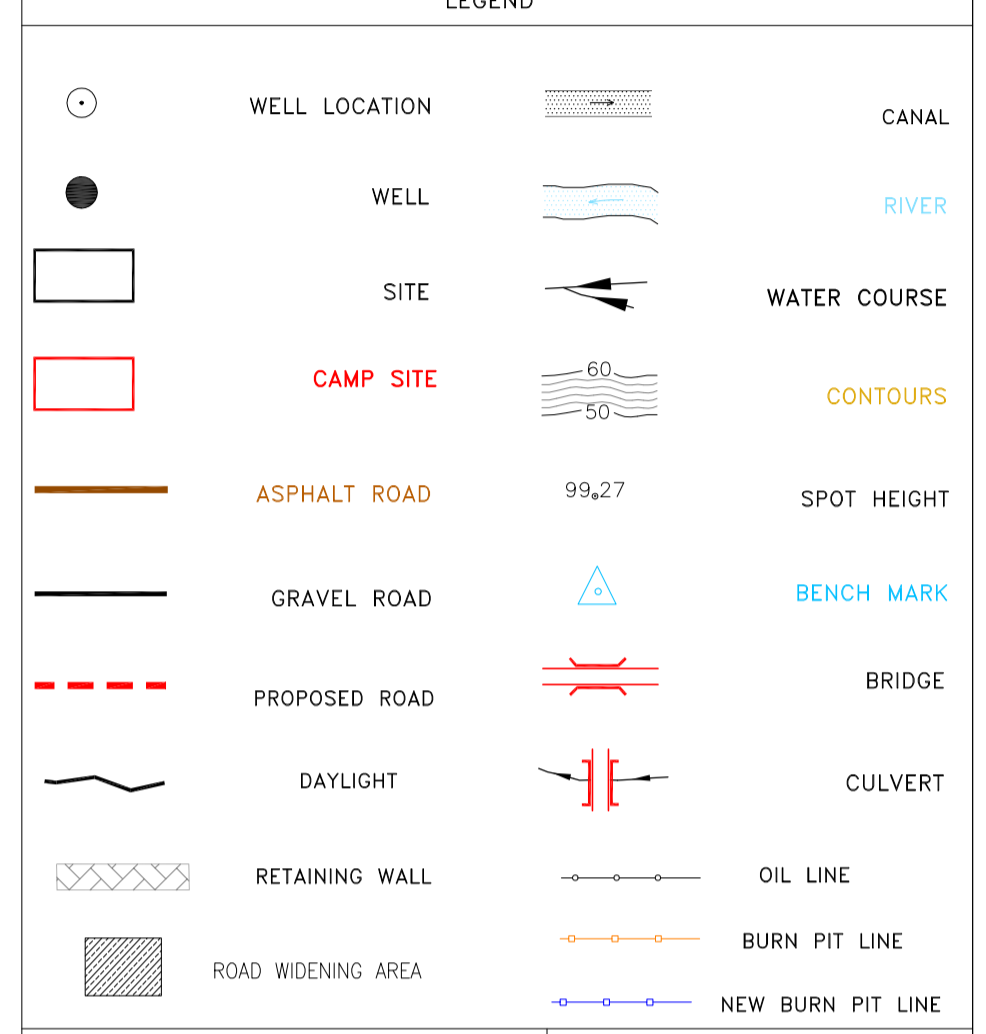 LEGEND
WELL LOCATION
CANAL
WELL
RIVER
SITE
WATER COURSE
CAMP SITE
60
50
CONTOURS
ASPHALT ROAD
99.27
SPOT HEIGHT
GRAVEL ROAD
BENCH MARK
PROPOSED ROAD
BRIDGE
DAYLIGHT
CULVERT
RETAINING WALL
OIL LINE
BURN PIT LINE
ROAD WIDENING AREA
NEW BURN PIT LINE